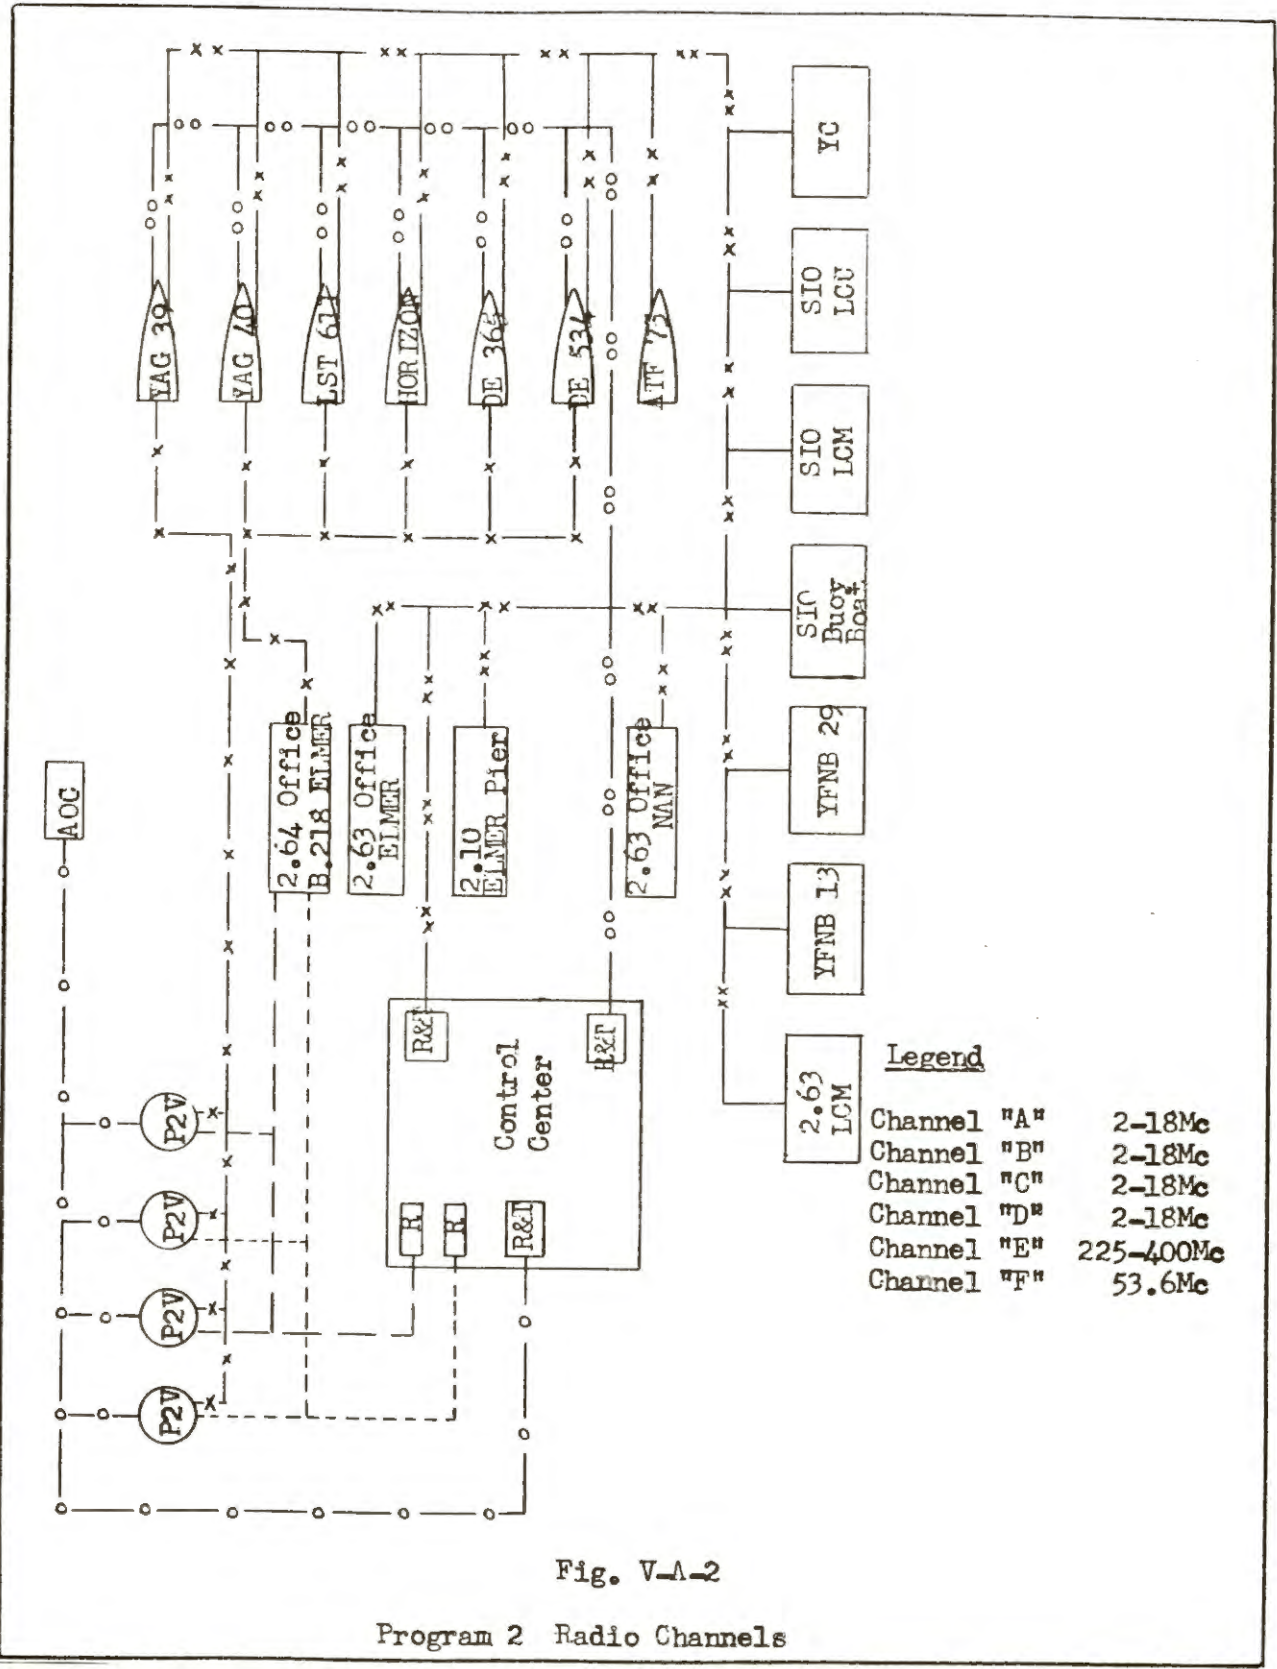 YAG 39
YAG 40
LST 611
HORIZON
DE 365
DE 534
ATF 75
YC
SIO
LCU
SIO
LCM
SIO
Buoy
Boat
YFNB 29
YFNB 13
2.63
LCM
AOC
2.64 Office
B.218 ELMER
2.63 Office
ELMER
2.10
ELMER Pier
2.63 Office
NAN
R&T
R&T
Control
Center
R
R
R&T
P2V
P2V
P2V
P2V
Legend
Channel "A" 2-18Mc
Channel "B" 2-18Mc
Channel "C" 2-18Mc
Channel "D" 2-18Mc
Channel "E" 225-400Mc
Channel "F" 53.6Mc
Fig. V-A-2
Program 2 Radio Channels